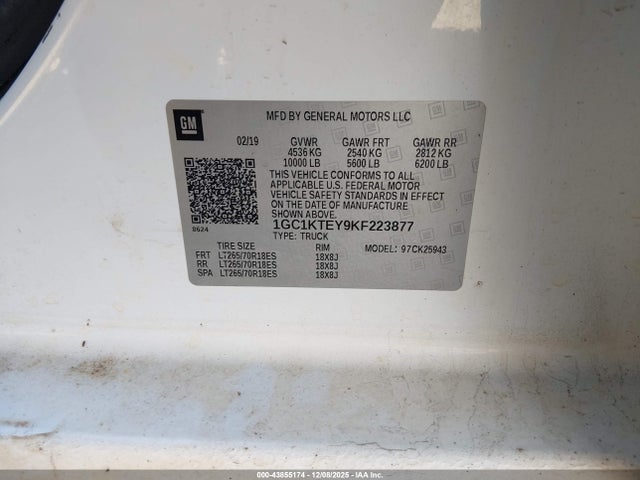 GM
MFD BY GENERAL MOTORS LLC
02/19 GVWR GAWR FRT GAWR RR
4536 KG 2540 KG 2812 KG
10000 LB 5600 LB 6200 LB
THIS VEHICLE CONFORMS TO ALL
APPLICABLE U.S. FEDERAL MOTOR
VEHICLE SAFETY STANDARDS IN EFFECT
ON THE DATE OF MANUFACTURE
SHOWN ABOVE.
8624
1GC1KTEY9KF223877
TYPE: TRUCK
TIRE SIZE RIM MODEL: 97CK25943
FRT LT265/70R18ES 18X8J
RR LT265/70R18ES 18X8J
SPA LT265/70R18ES 18X8J
00-43855174 • 12/08/2025 • IAA Inc.